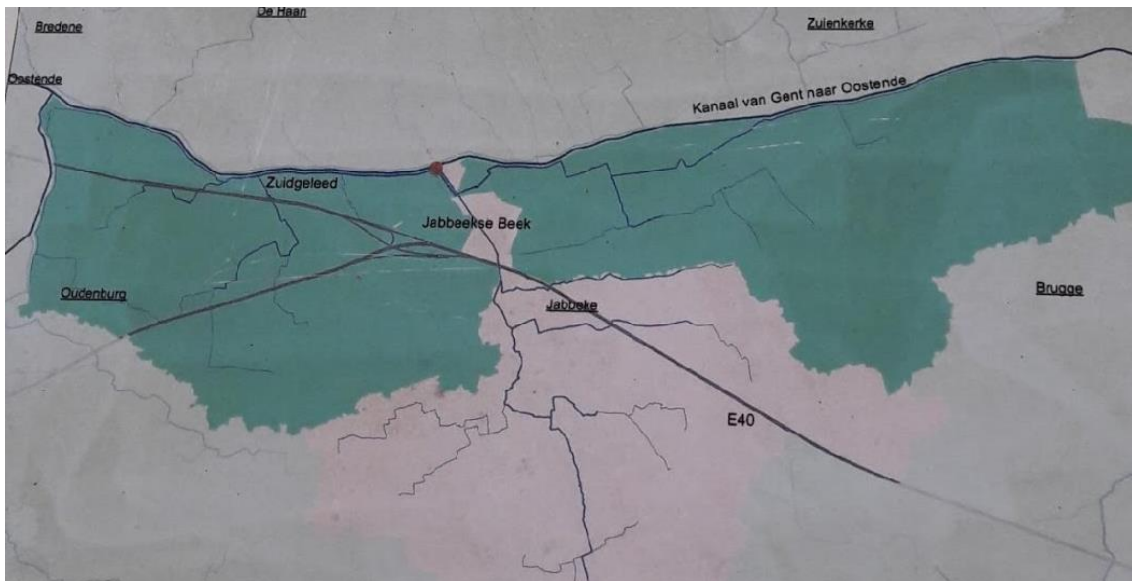 De Haan
Bredene
Zuienkerke
Oostende
Kanaal van Gent naar Oostende
Zuidgeleed
Jabbeekse Beek
Oudenburg
Jabbeke
Brugge
E40